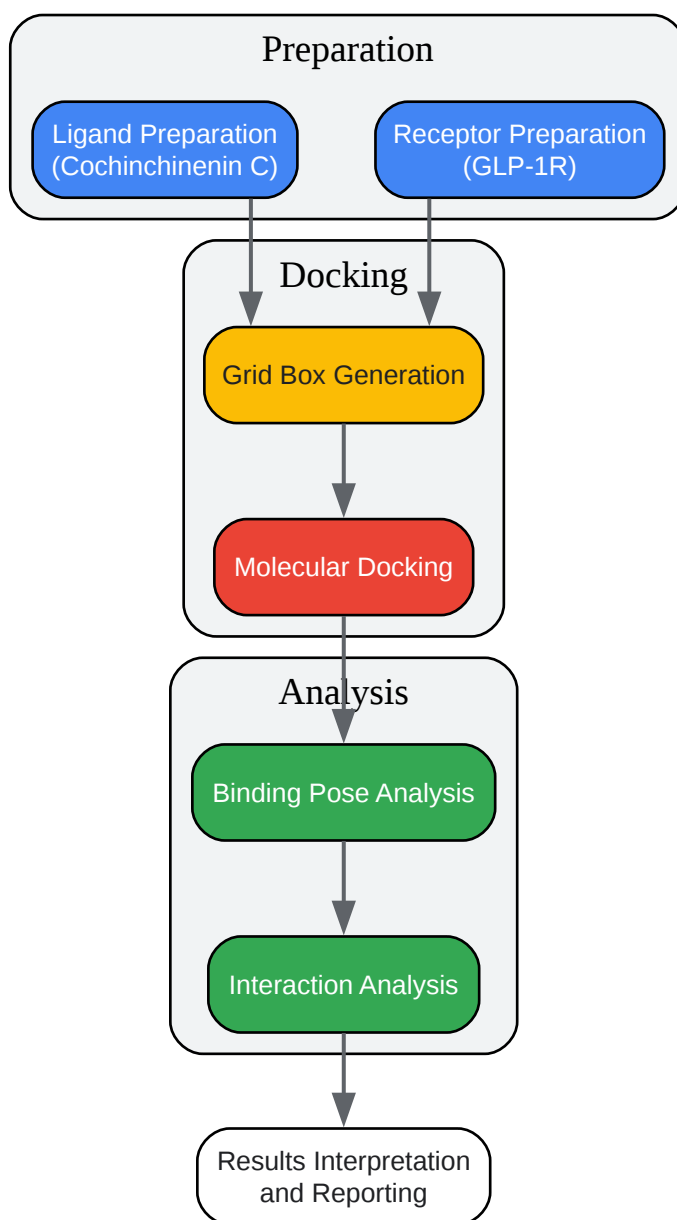 Preparation
Ligand Preparation
(Cochinchinenin C)
Receptor Preparation
(GLP-1R)
Docking
Grid Box Generation
Molecular Docking
Analysis
Binding Pose Analysis
Interaction Analysis
Results Interpretation
and Reporting